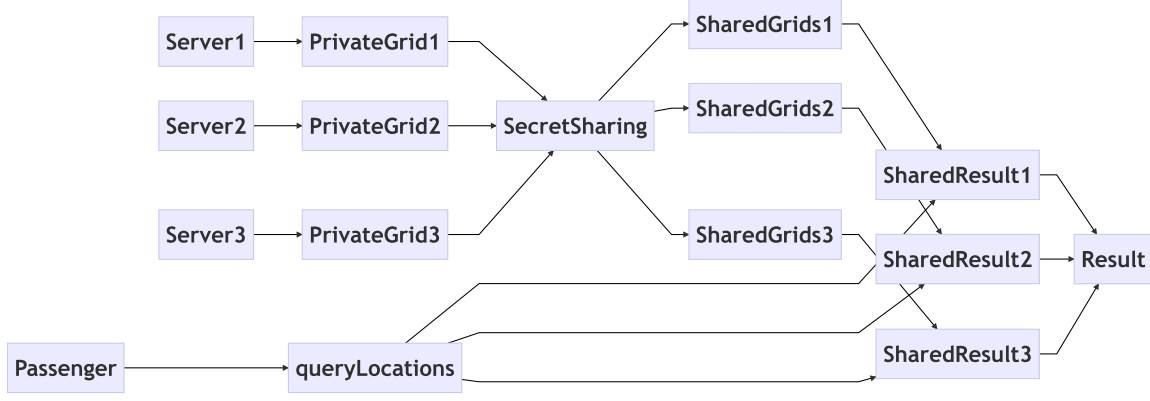 Server1
PrivateGrid1
SharedGrids1
Server2
PrivateGrid2
SecretSharing
SharedGrids2
SharedResult1
Server3
PrivateGrid3
SharedGrids3
SharedResult2
Result
Passenger
queryLocations
SharedResult3